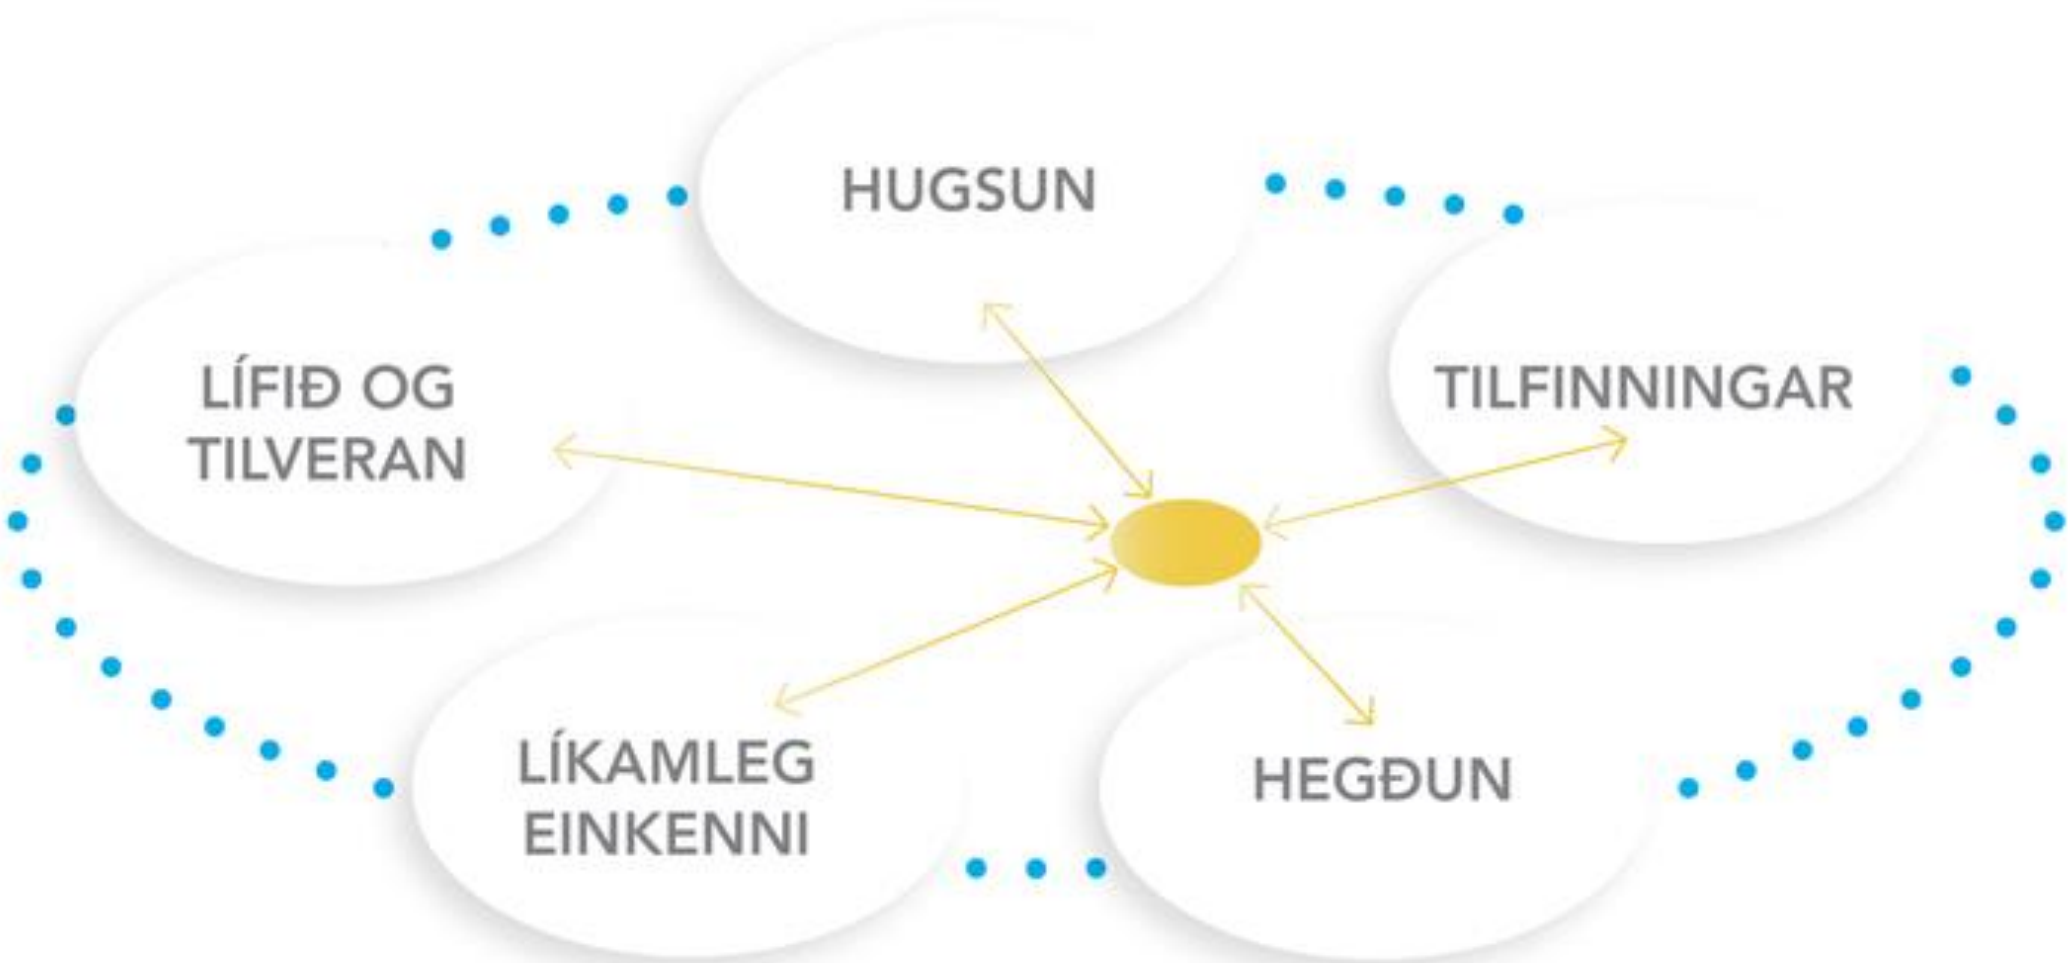 HUGSUN
TILFINNINGAR
LÍFIÐ OG
TILVERAN
LÍKAMLEG
EINKENNI
HEGÐUN